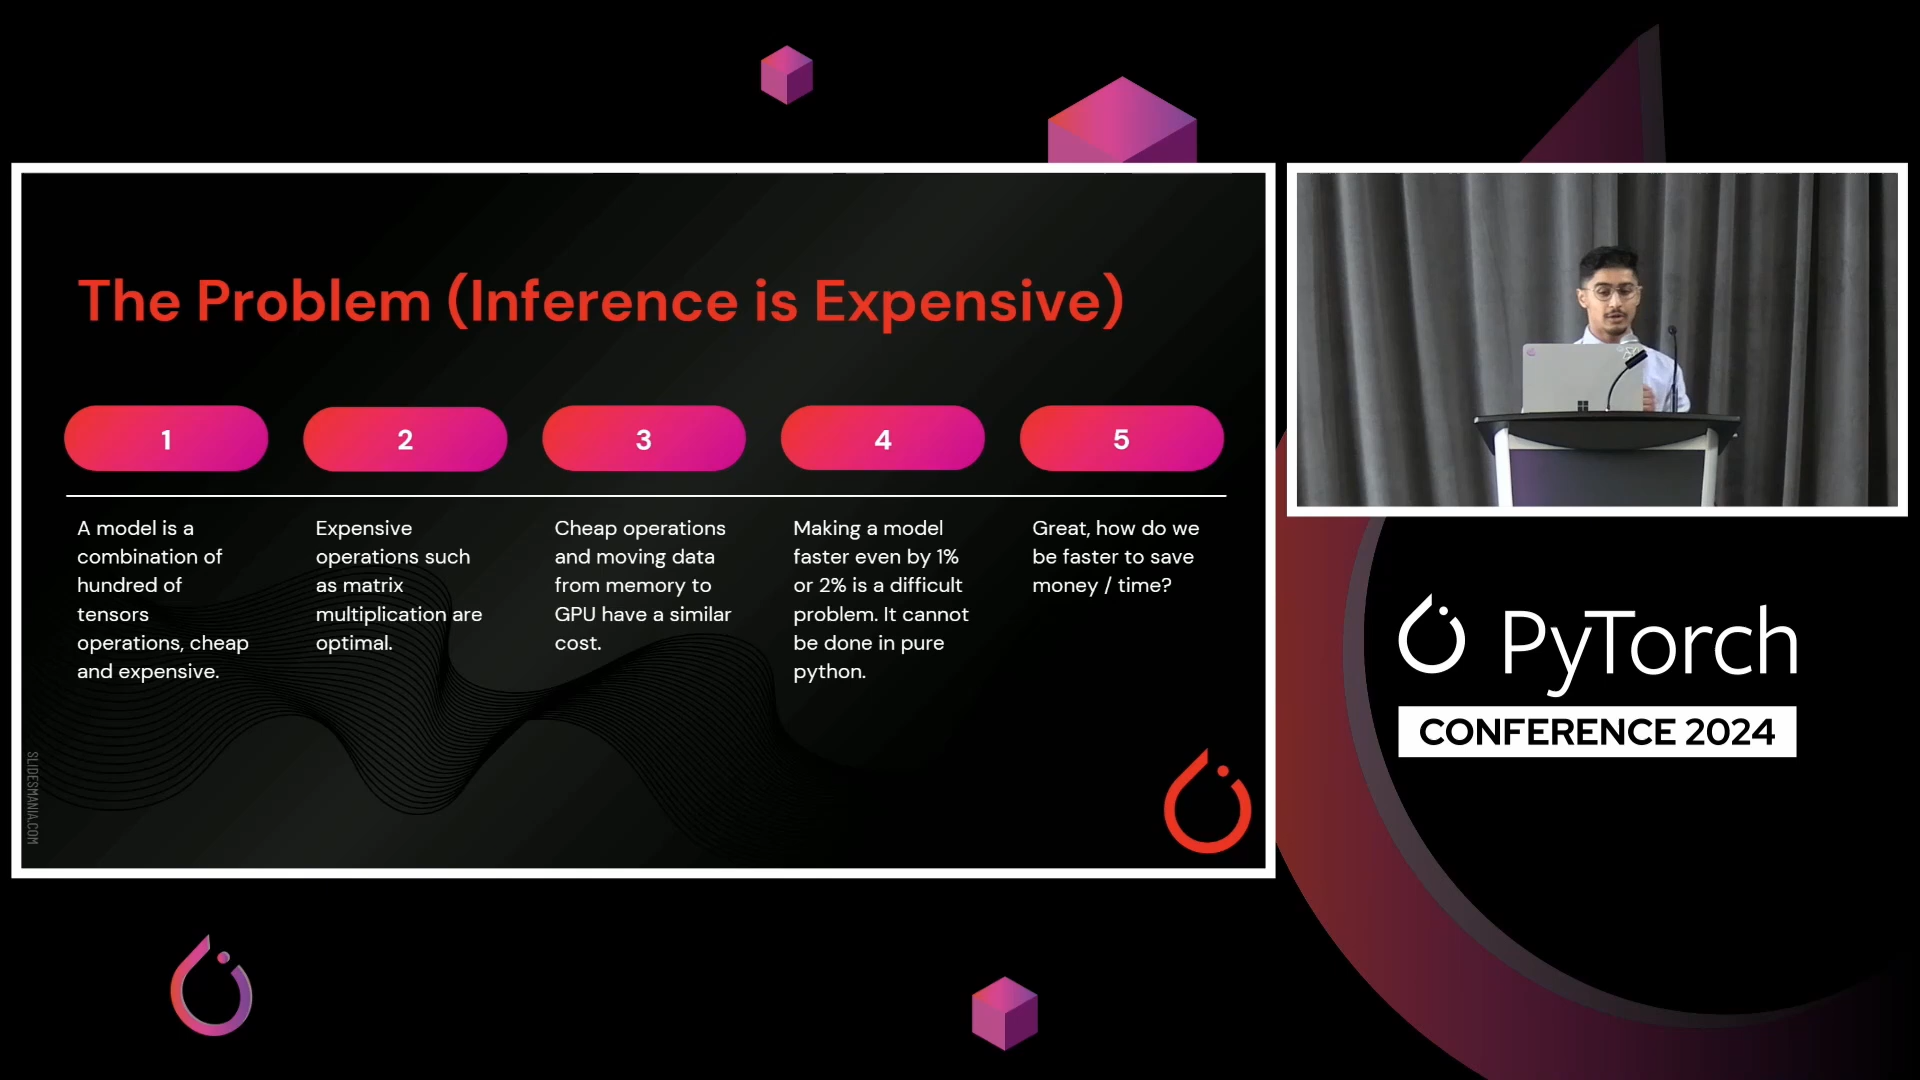 The Problem (Inference is Expensive)
1
A model is a
combination of
hundred of
tensors
operations, cheap
and expensive.
2
Expensive
operations such
as matrix
multiplication are
optimal.
3
Cheap operations
and moving data
from memory to
GPU have a similar
cost.
4
Making a model
faster even by 1%
or 2% is a difficult
problem. It cannot
be done in pure
python.
5
Great, how do we
be faster to save
money / time?
SLIDESMANIA.COM
PyTorch
CONFERENCE 2024